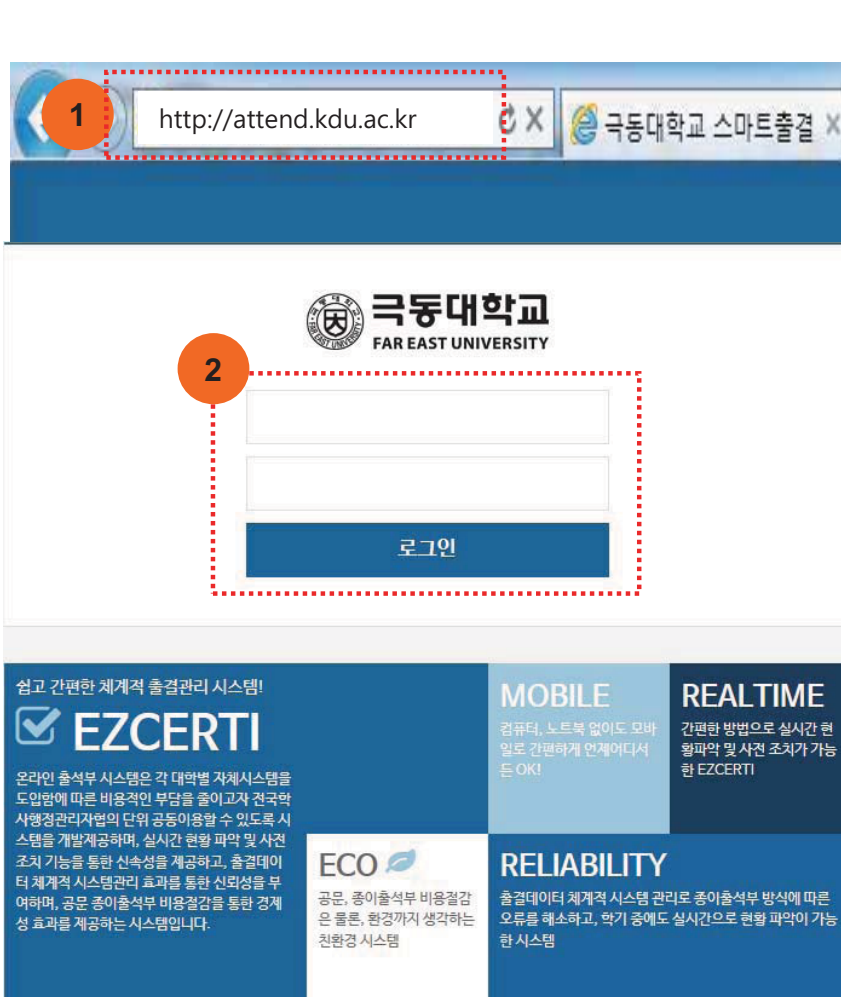 1
http://attend.kdu.ac.kr
극동대학교 스마트출결
극동대학교
FAR EAST UNIVERSITY
2
로그인
쉽고 간편한 체계적 출결관리 시스템!
EZCERTI
온라인 출석부 시스템은 각 대학별 자체시스템을
도입함에 따른 비용적인 부담을 줄이고자 전국학
사행정관리자협의 단위 공동이용할 수 있도록 시
스템을 개발제공하며, 실시간 현황 파악 및 사전
조치 기능을 통한 신속성을 제공하고, 출결데이
터 체계적 시스템관리 효과를 통한 신뢰성을 부
여하며, 공문 종이출석부 비용절감을 통한 경제
성 효과를 제공하는 시스템입니다.
MOBILE
컴퓨터, 노트북 없이도 모바
일로 간편하게 언제어디서
든 OK!
REALTIME
간편한 방법으로 실시간 현
황파악 및 사전 조치가 가능
한 EZCERTI
ECO
공문, 종이출석부 비용절감
은 물론, 환경까지 생각하는
친환경 시스템
RELIABILITY
출결데이터 체계적 시스템 관리로 종이출석부 방식에 따른
오류를 해소하고, 학기 중에도 실시간으로 현황 파악이 가능
한 시스템